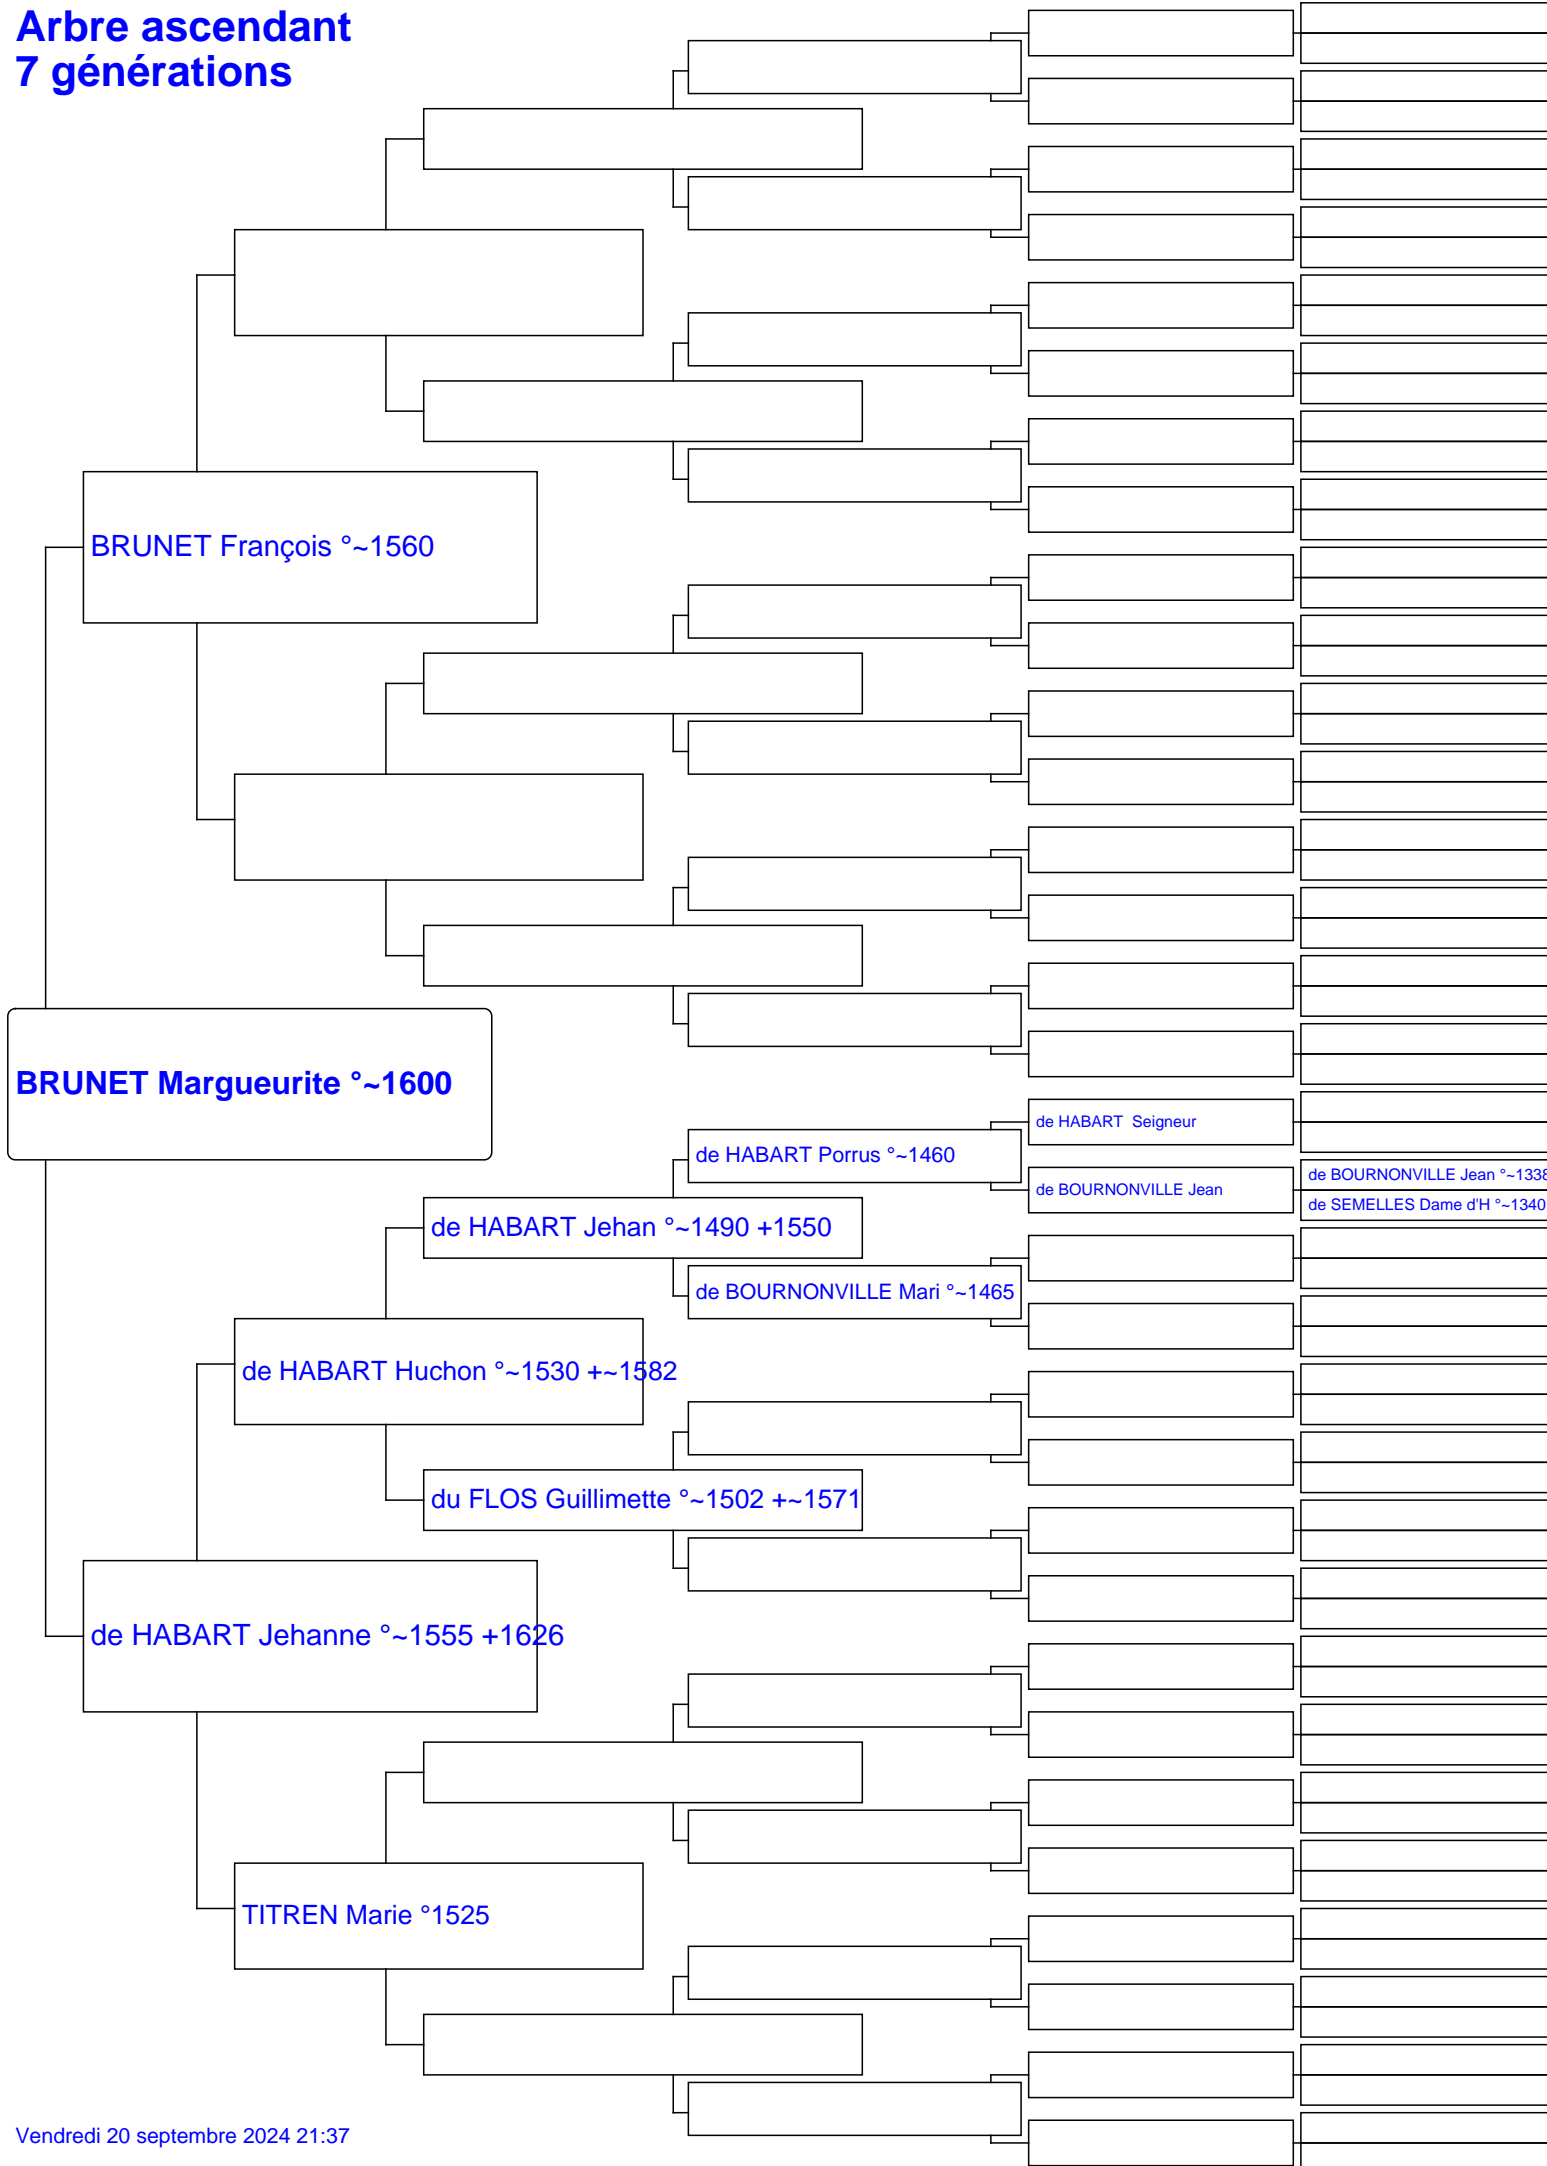 Arbre ascendant
7 générations
BRUNET François °~1560
BRUNET Margueurite °~1600
de HABART  Seigneur
de HABART Porrus °~1460
de BOURNONVILLE Jean °~1338
de BOURNONVILLE Jean
de SEMELLES Dame d'H °~1340
de HABART Jehan °~1490 +1550
de BOURNONVILLE Mari °~1465
de HABART Huchon °~1530 +~1582
du FLOS Guillimette °~1502 +~1571
de HABART Jehanne °~1555 +1626
TITREN Marie °1525
Vendredi 20 septembre 2024 21:37